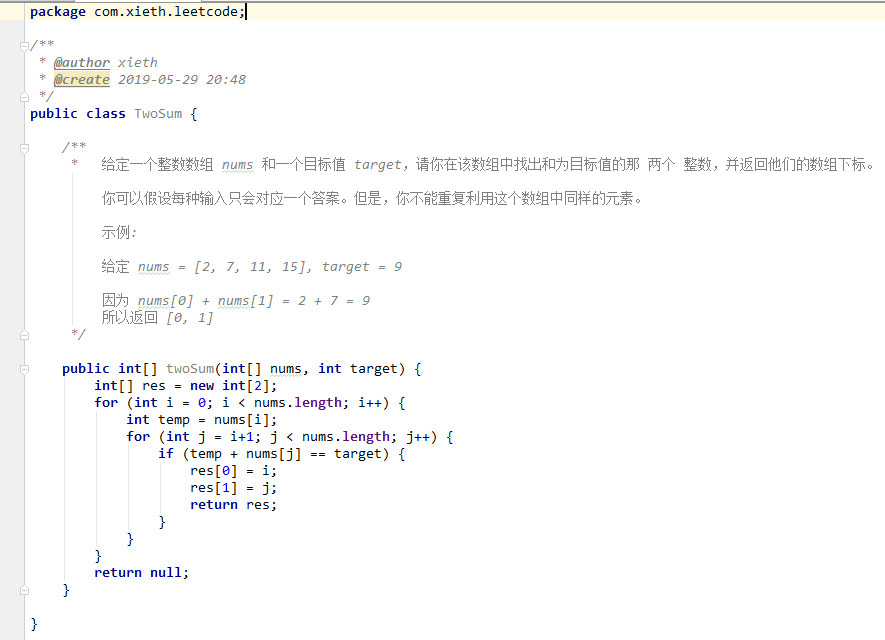 package com.xieth.leetcode;
/**
 * @author xieth
 * @create 2019-05-29 20:48
 */
public class TwoSum {
    /**
     *  给定一个整数数组 nums 和一个目标值 target，请你在该数组中找出和为目标值的那 两个 整数，并返回他们的数组下标。
        你可以假设每种输入只会对应一个答案。但是，你不能重复利用这个数组中同样的元素。
        示例:
        给定 nums = [2, 7, 11, 15], target = 9
        因为 nums[0] + nums[1] = 2 + 7 = 9
        所以返回 [0, 1]
     */
    public int[] twoSum(int[] nums, int target) {
        int[] res = new int[2];
        for (int i = 0; i < nums.length; i++) {
            int temp = nums[i];
            for (int j = i+1; j < nums.length; j++) {
                if (temp + nums[j] == target) {
                    res[0] = i;
                    res[1] = j;
                    return res;
                }
            }
        }
        return null;
    }
}